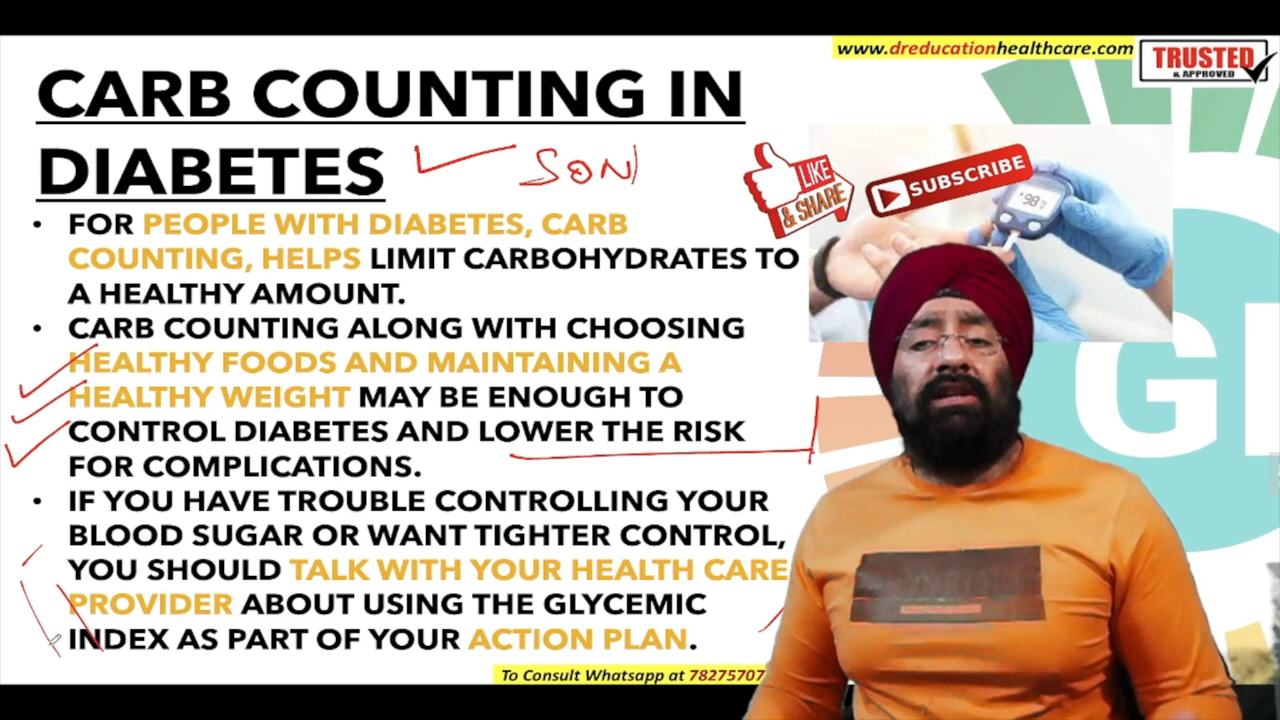 www.dreducationhealthcare.com
TRUSTED
& APPROVED
CARB COUNTING IN
DIABETES
SON
LIKE
& SHARE
SUBSCRIBE
• FOR PEOPLE WITH DIABETES, CARB
COUNTING, HELPS LIMIT CARBOHYDRATES TO
A HEALTHY AMOUNT.
• CARB COUNTING ALONG WITH CHOOSING
HEALTHY FOODS AND MAINTAINING A
HEALTHY WEIGHT MAY BE ENOUGH TO
CONTROL DIABETES AND LOWER THE RISK
FOR COMPLICATIONS.
• IF YOU HAVE TROUBLE CONTROLLING YOUR
BLOOD SUGAR OR WANT TIGHTER CONTROL,
YOU SHOULD TALK WITH YOUR HEALTH CARE
PROVIDER ABOUT USING THE GLYCEMIC
INDEX AS PART OF YOUR ACTION PLAN.
GI
To Consult Whatsapp at 78275707